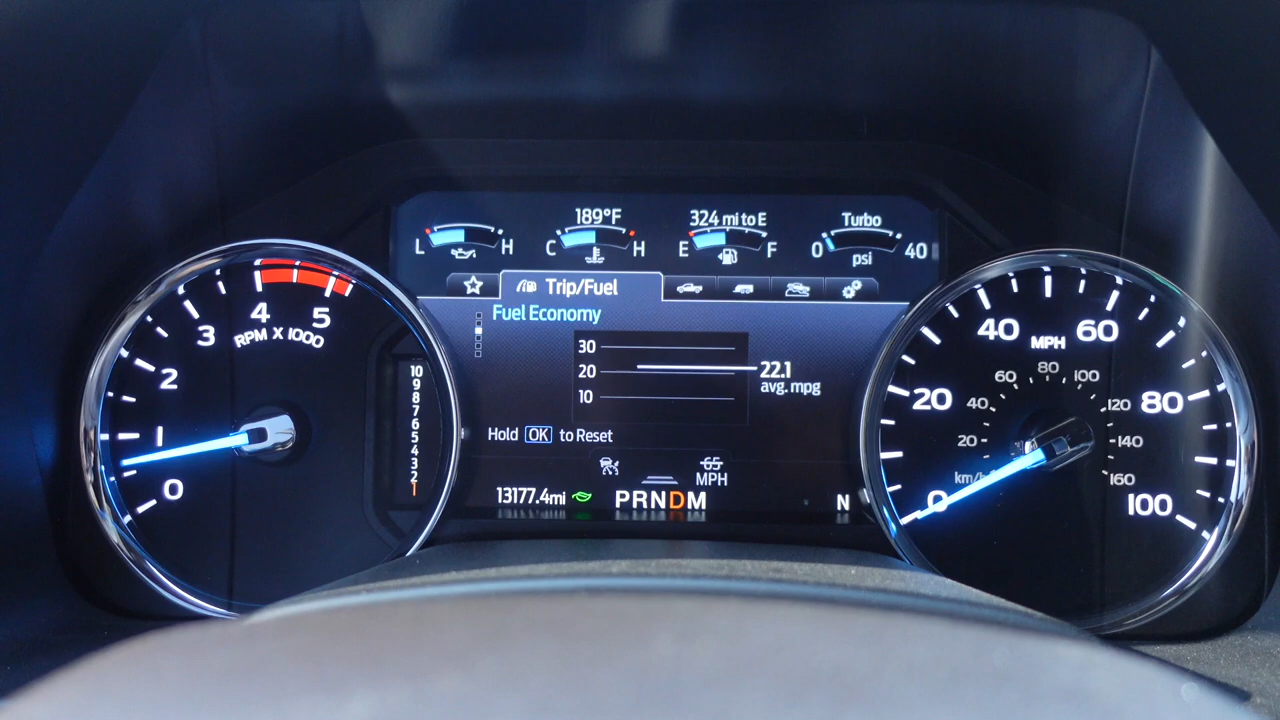 189°F
324 mi to E
Turbo
L H
C H
E F
0 40
psi
Trip/Fuel
Fuel Economy
30
20
10
22.1
avg. mpg
Hold OK to Reset
65
MPH
13177.4mi
PRNDM
N
0
1
2
3
4
5
RPM X 1000
10
9
8
7
6
5
4
3
2
1
0
20
40
60
80
100
MPH
20
40
60
80
100
120
140
160
km/h